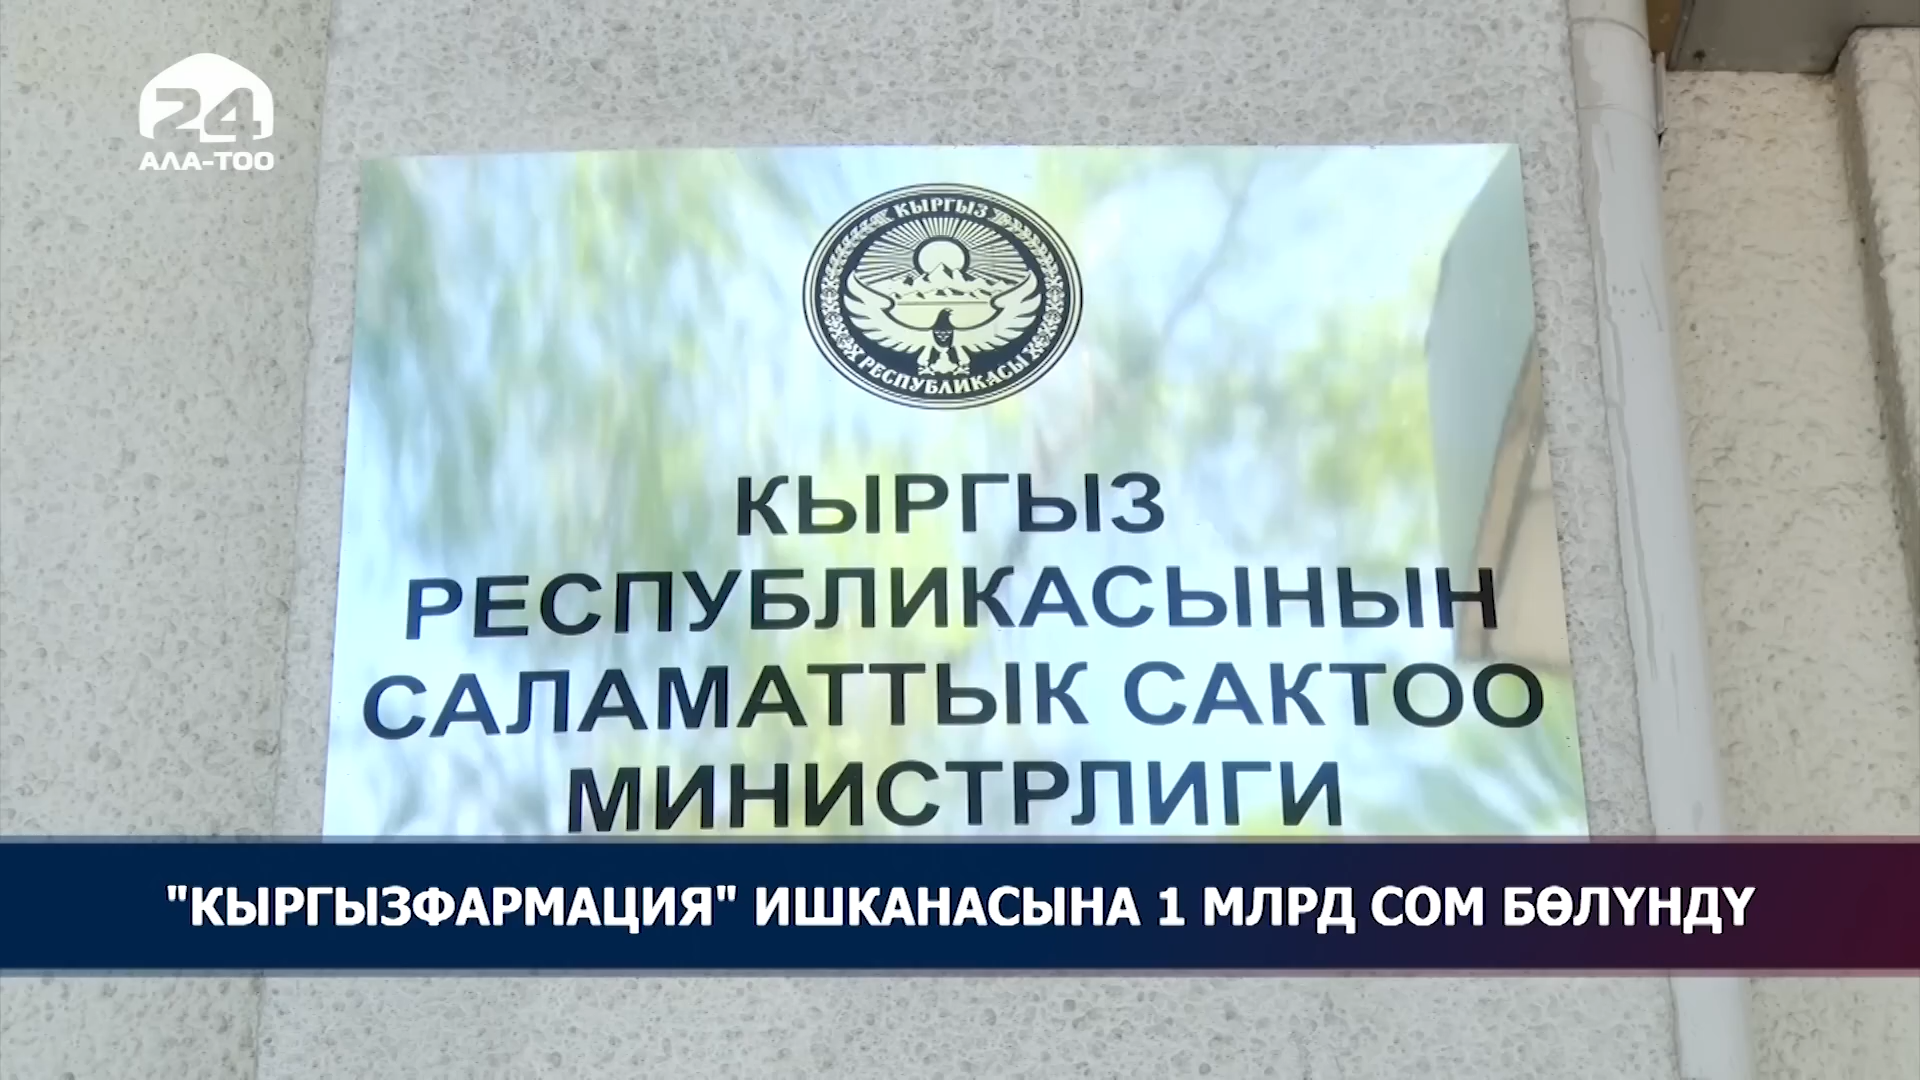 24
АЛА-ТОО
КЫРГЫЗ
РЕСПУБЛИКАСЫ
КЫРГЫЗ
РЕСПУБЛИКАСЫНЫН
САЛАМАТТЫК САКТОО
МИНИСТРЛИГИ
"КЫРГЫЗФАРМАЦИЯ" ИШКАНАСЫНА 1 МЛРД СОМ БӨЛҮНДҮ